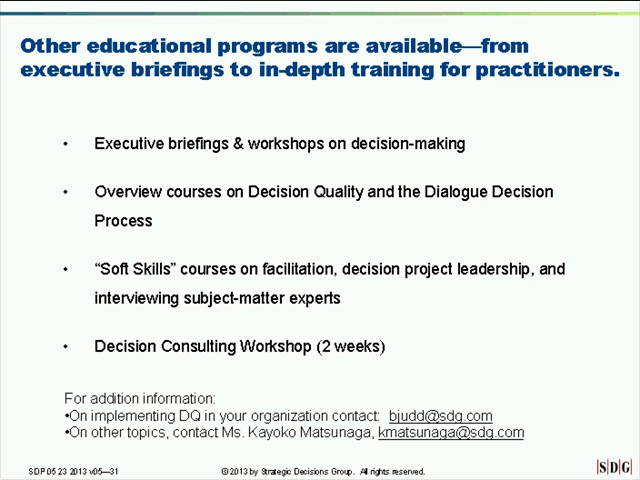 Other educational programs are available—from
executive briefings to in-depth training for practitioners.
• Executive briefings & workshops on decision-making
• Overview courses on Decision Quality and the Dialogue Decision
Process
• “Soft Skills” courses on facilitation, decision project leadership, and
interviewing subject-matter experts
• Decision Consulting Workshop (2 weeks)
For addition information:
•On implementing DQ in your organization contact: bjudd@sdg.com
•On other topics, contact Ms. Kayoko Matsunaga, kmatsunaga@sdg.com
SDP 05 23 2013 v05—31
© 2013 by Strategic Decisions Group. All rights reserved.
|S|D|G|